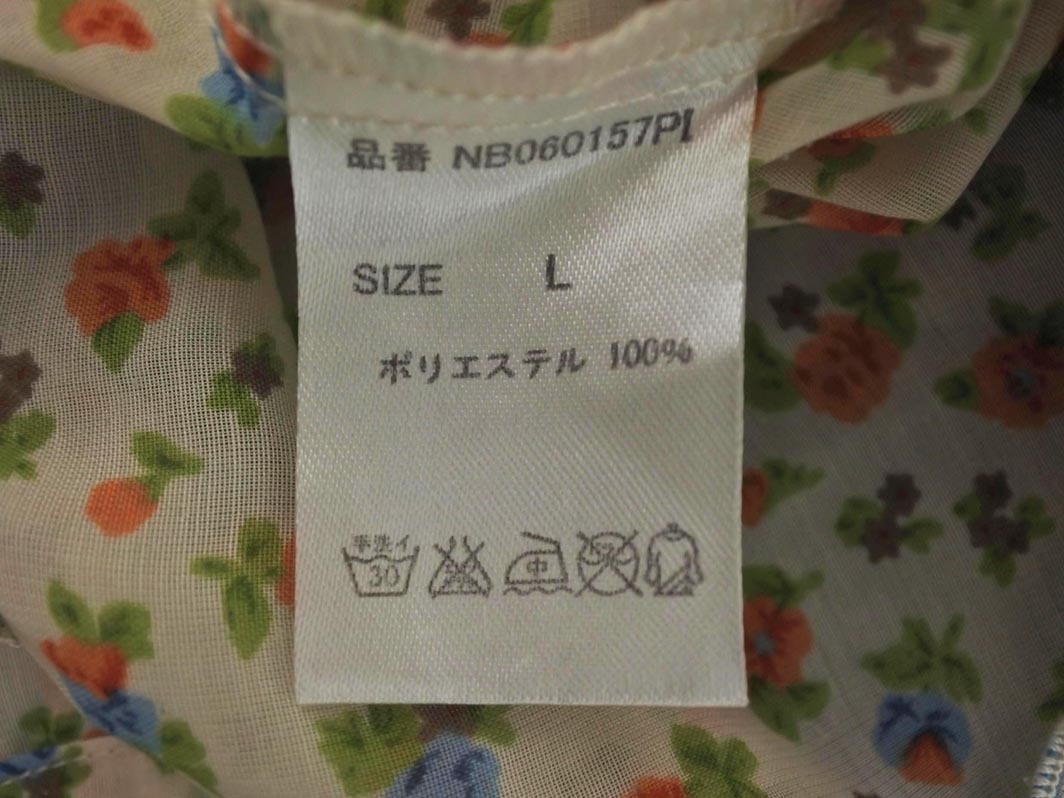 品番 NB060157PI
SIZE L
ポリエステル 100%
手洗イ
30
中